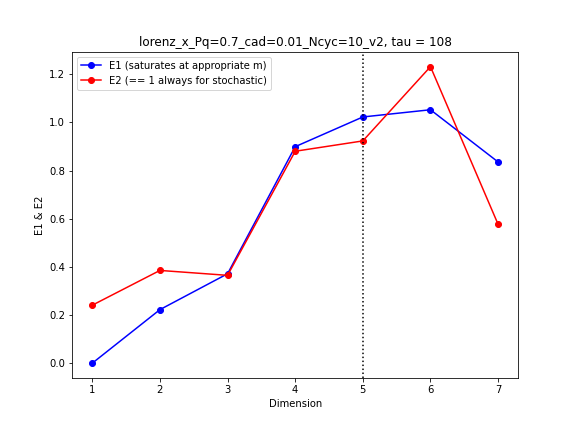 lorenz_x_Pq=0.7_cad=0.01_Ncyc=10_v2, tau = 108
E1 (saturates at appropriate m)
E2 (== 1 always for stochastic)
E1 & E2
1.2
1.0
0.8
0.6
0.4
0.2
0.0
1 2 3 4 5 6 7
Dimension